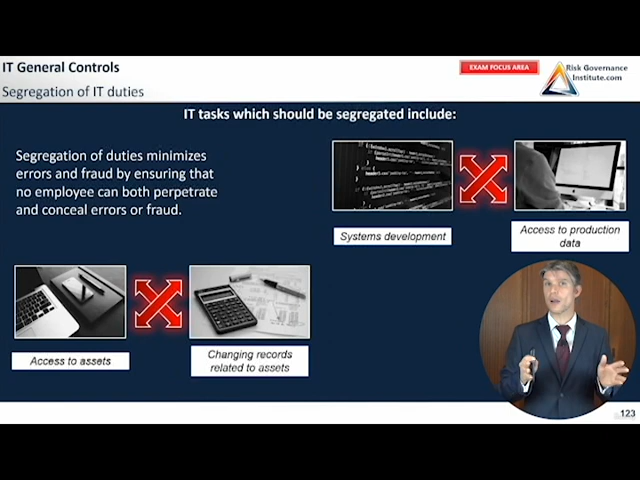 IT General Controls
EXAM FOCUS AREA
Risk Governance
Institute.com
Segregation of IT duties
IT tasks which should be segregated include:
Segregation of duties minimizes
errors and fraud by ensuring that
no employee can both perpetrate
and conceal errors or fraud.
Systems development
Access to production
data
Access to assets
Changing records
related to assets
123